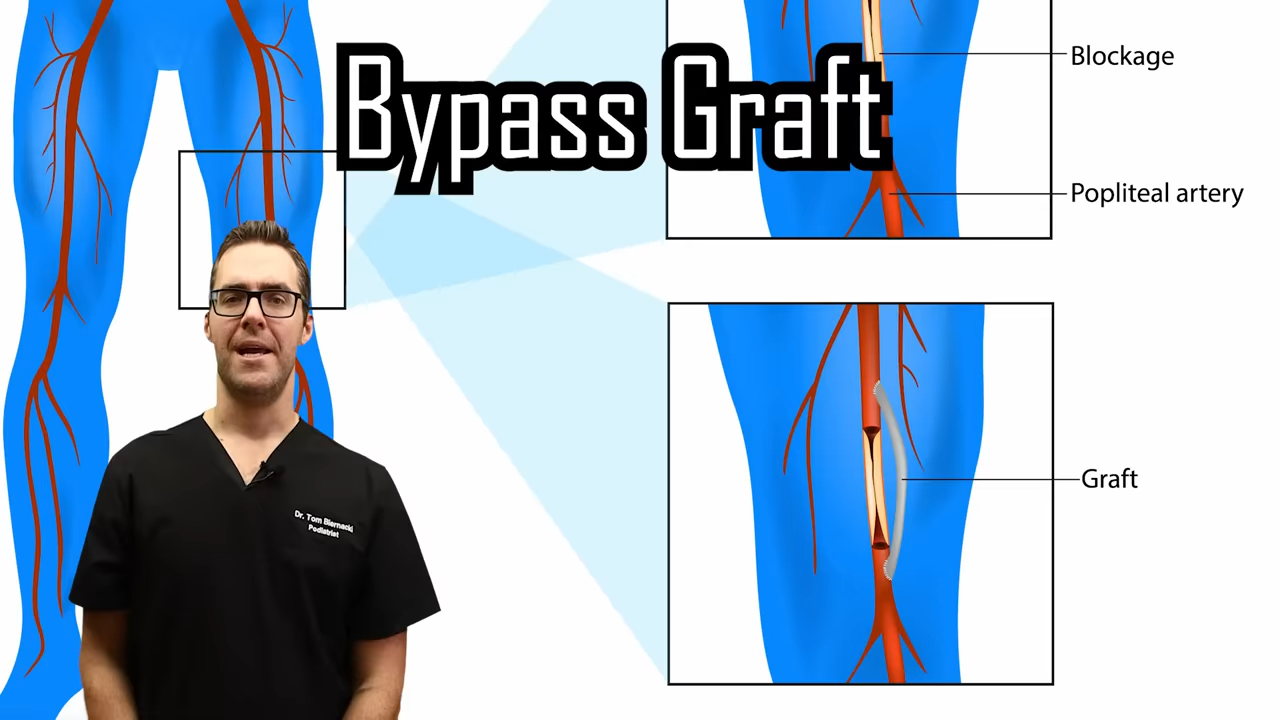 Bypass Graft
Blockage
Popliteal artery
Graft
Dr. Tom Biernacki
Podiatrist